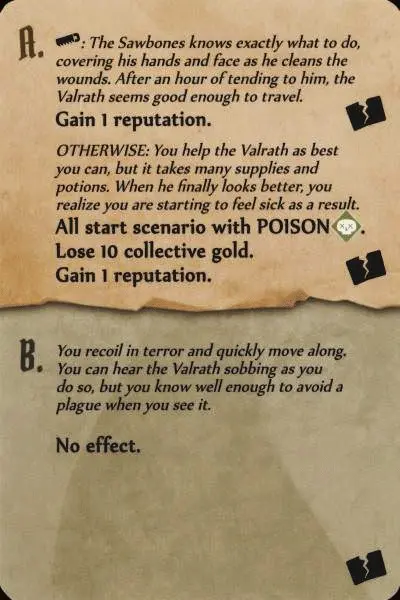 A. : The Sawbones knows exactly what to do,
covering his hands and face as he cleans the
wounds. After an hour of tending to him, the
Valrath seems good enough to travel.
Gain 1 reputation.
OTHERWISE: You help the Valrath as best
you can, but it takes many supplies and
potions. When he finally looks better, you
realize you are starting to feel sick as a result.
All start scenario with POISON.
Lose 10 collective gold.
Gain 1 reputation.
B. You recoil in terror and quickly move along.
You can hear the Valrath sobbing as you
do so, but you know well enough to avoid a
plague when you see it.
No effect.